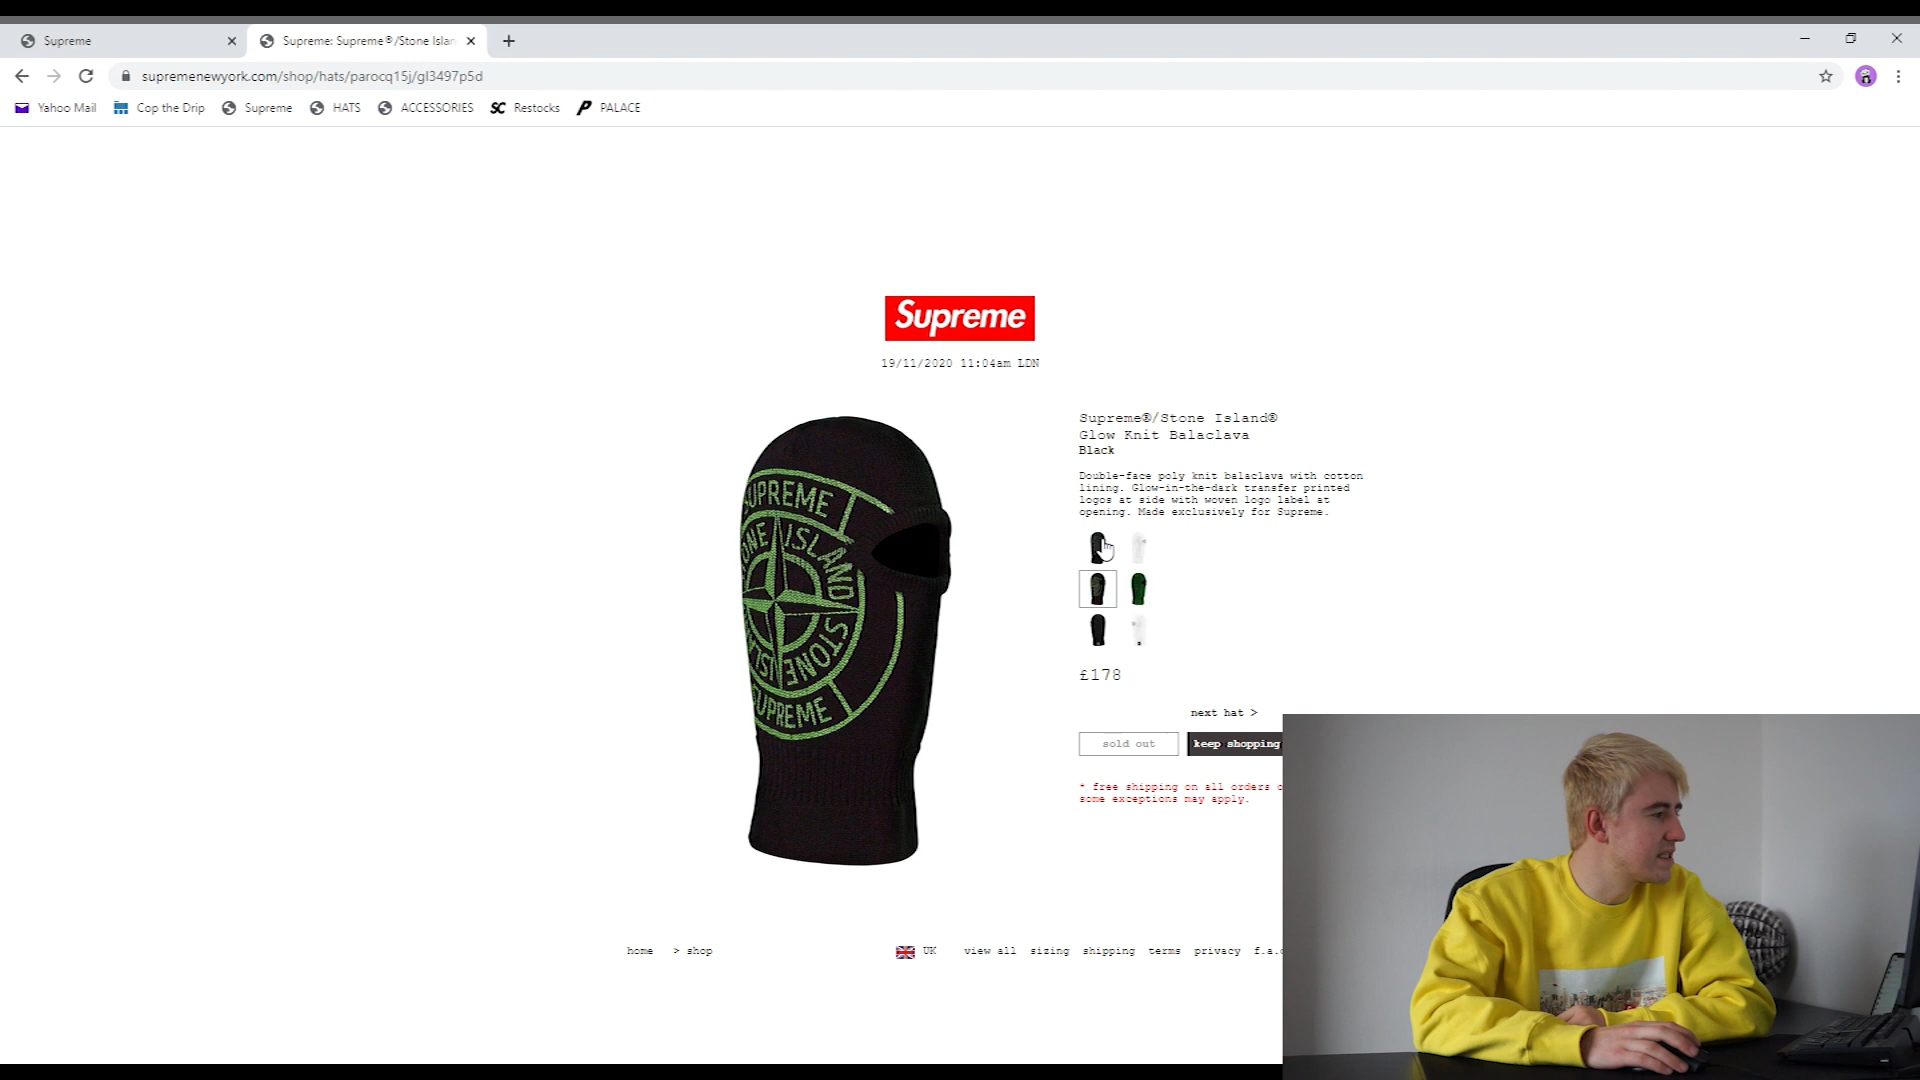 Supreme
Supreme: Supreme®/Stone Islan
supremenewyork.com/shop/hats/parocq15j/gl3497p5d
Yahoo Mail
Cop the Drip
Supreme
HATS
ACCESSORIES
SC Restocks
P PALACE
Supreme
19/11/2020 11:04am LDN
Supreme®/Stone Island®
Glow Knit Balaclava
Black
Double-face poly knit balaclava with cotton
lining. Glow-in-the-dark transfer printed
logos at side with woven logo label at
opening. Made exclusively for Supreme.
£178
next hat >
sold out
keep shopping
* free shipping on all orders
some exceptions may apply.
SUPREME
STONE ISLAND
STONE
SUPREME
home > shop
UK view all sizing shipping terms privacy f.a.